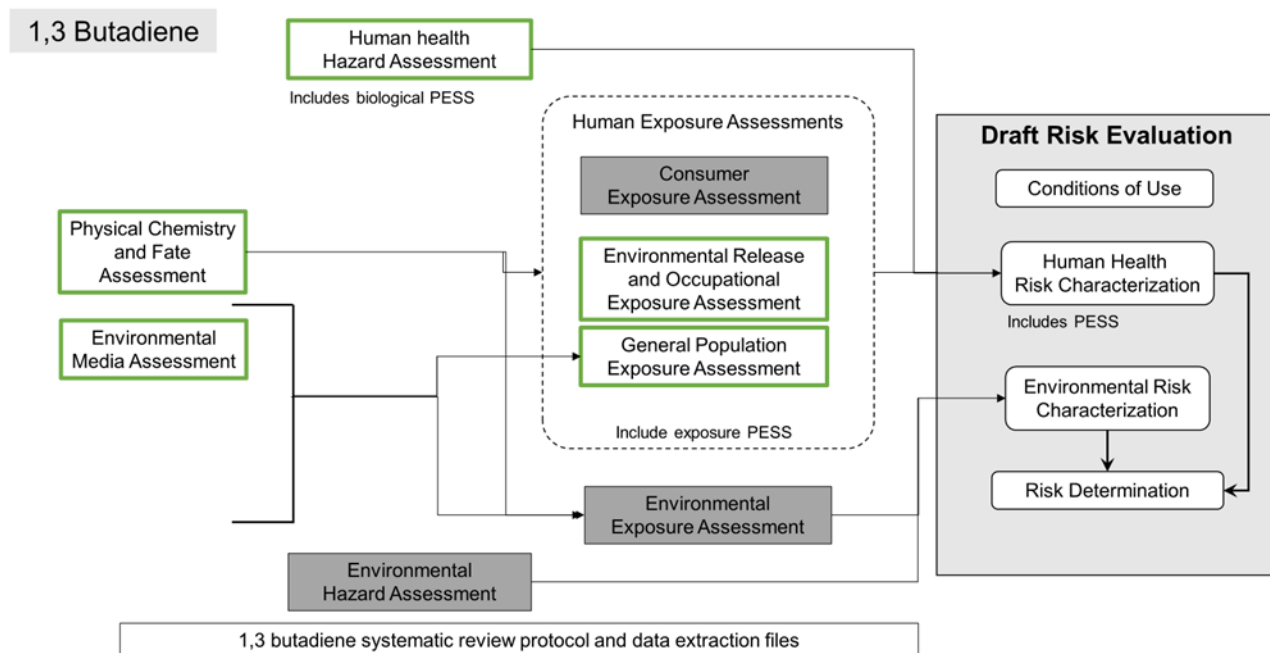 1,3 Butadiene
Human health
Hazard Assessment
Includes biological PESS
Physical Chemistry
and Fate
Assessment
Environmental
Media Assessment
Human Exposure Assessments
Consumer
Exposure Assessment
Environmental Release
and Occupational
Exposure Assessment
General Population
Exposure Assessment
Include exposure PESS
Environmental
Exposure Assessment
Environmental
Hazard Assessment
Draft Risk Evaluation
Conditions of Use
Human Health
Risk Characterization
Includes PESS
Environmental Risk
Characterization
Risk Determination
1,3 butadiene systematic review protocol and data extraction files